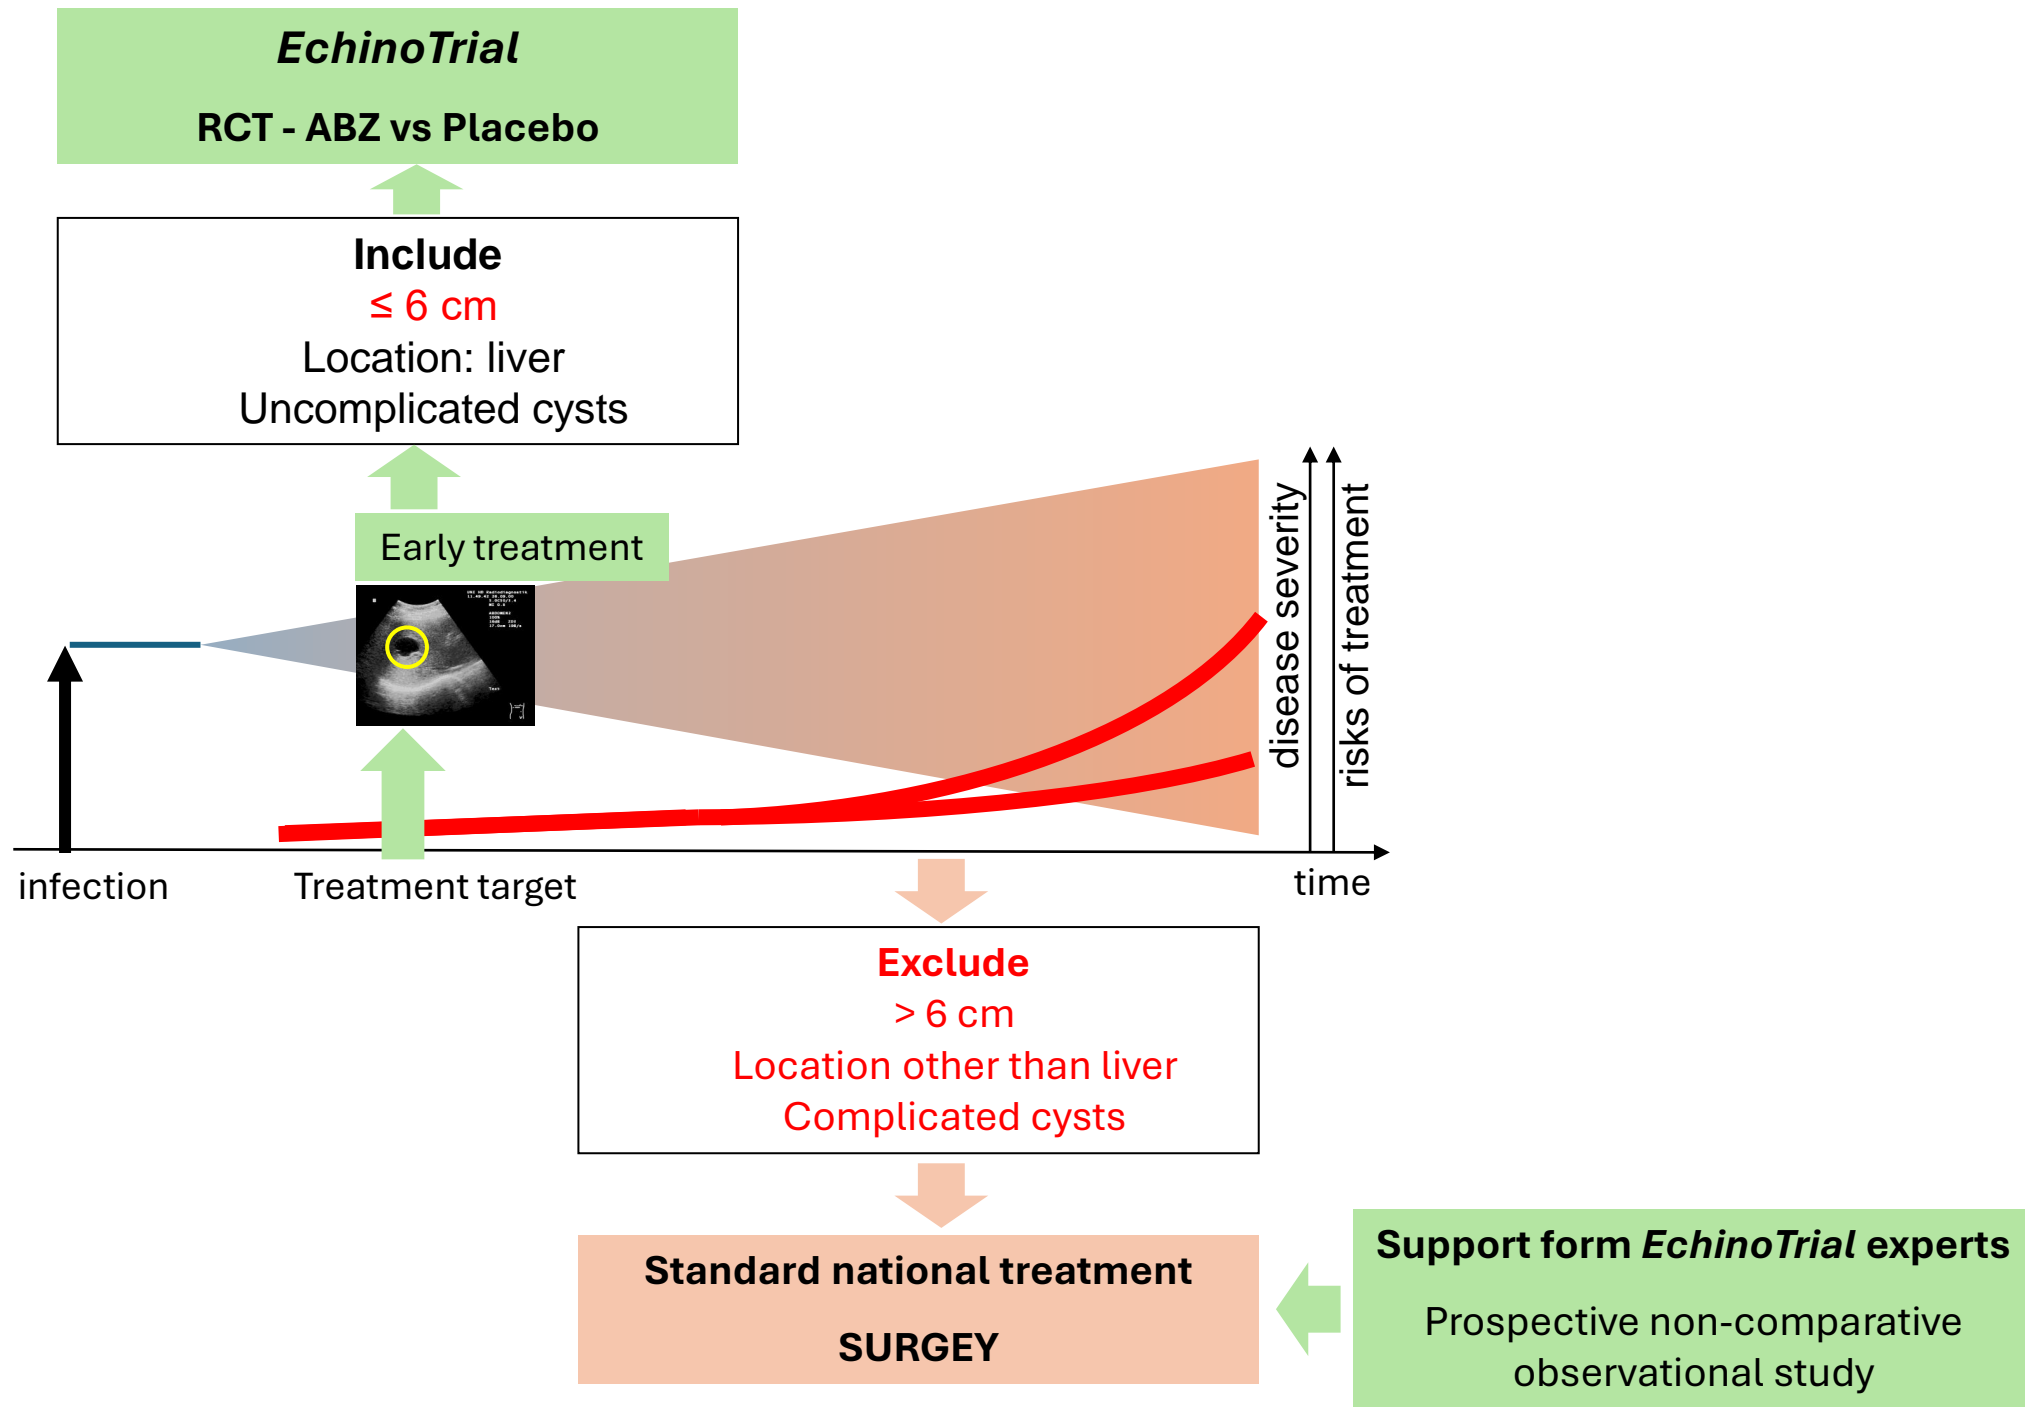 EchinoTrial
RCT - ABZ vs Placebo
Include
≤ 6 cm
Location: liver
Uncomplicated cysts
Early treatment
disease severity
risks of treatment
infection
Treatment target
time
Exclude
> 6 cm
Location other than liver
Complicated cysts
Standard national treatment
SURGEY
Support form EchinoTrial experts
Prospective non-comparative
observational study